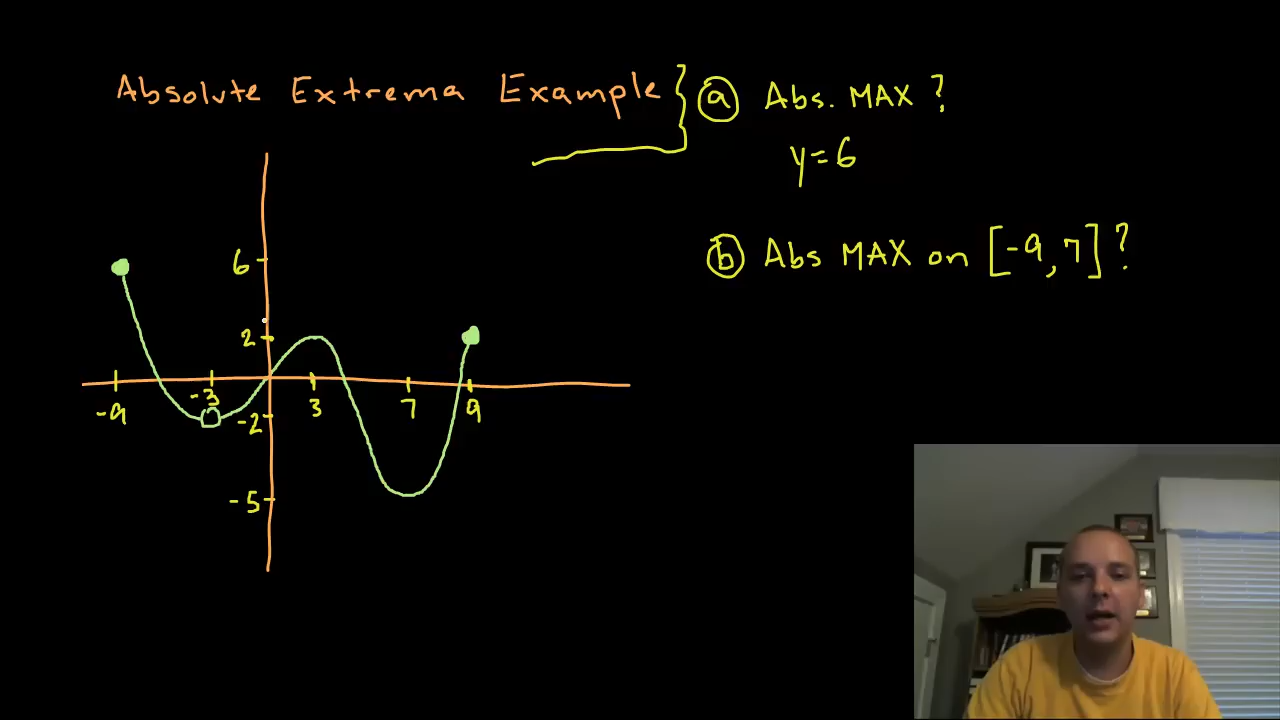 Absolute Extrema Example
ⓐ Abs. MAX ?
y=6
ⓑ Abs MAX on [-9,7]?
6
2
-9
-3
3
7
9
-2
-5